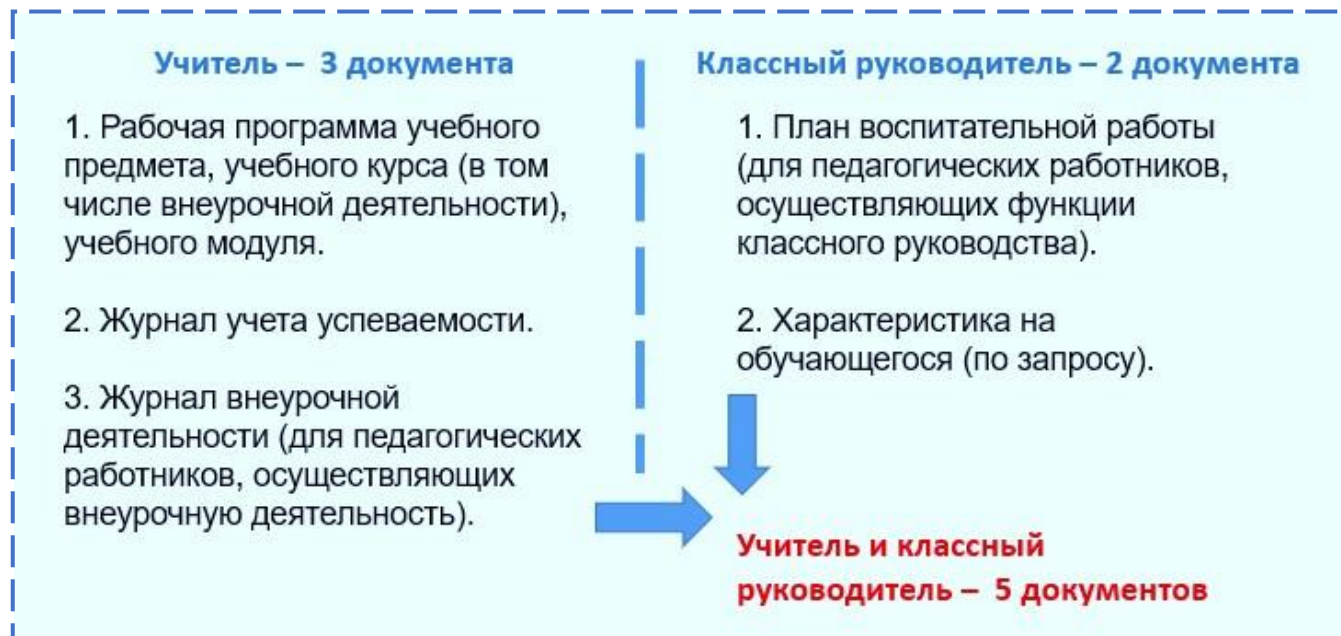 Учитель – 3 документа
1. Рабочая программа учебного
предмета, учебного курса (в том
числе внеурочной деятельности),
учебного модуля.
2. Журнал учета успеваемости.
3. Журнал внеурочной
деятельности (для педагогических
работников, осуществляющих
внеурочную деятельность).
Классный руководитель – 2 документа
1. План воспитательной работы
(для педагогических работников,
осуществляющих функции
классного руководства).
2. Характеристика на
обучающегося (по запросу).
Учитель и классный
руководитель – 5 документов